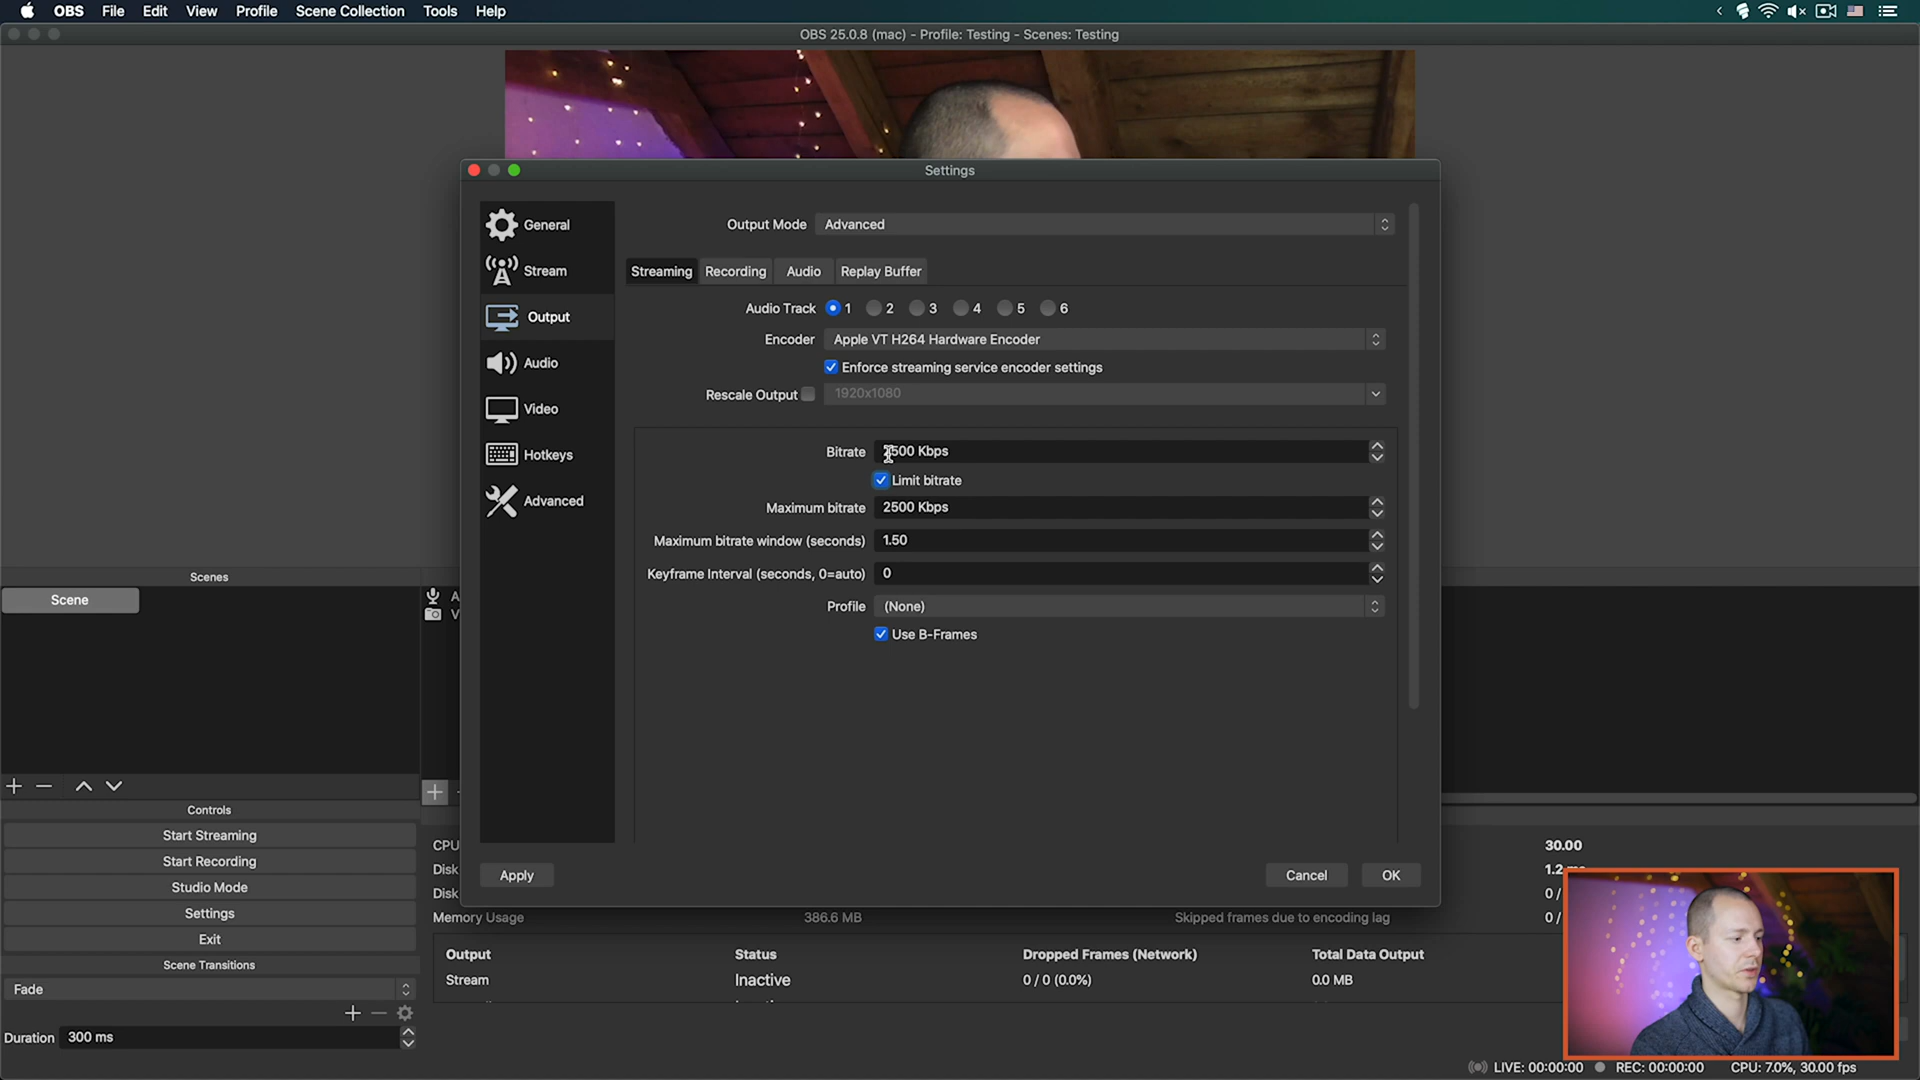 OBS File Edit View Profile Scene Collection Tools Help
OBS 25.0.8 (mac) - Profile: Testing - Scenes: Testing
Settings
General
Stream
Output
Audio
Video
Hotkeys
Advanced
Output Mode Advanced
Streaming Recording Audio Replay Buffer
Audio Track 1 2 3 4 5 6
Encoder Apple VT H264 Hardware Encoder
Enforce streaming service encoder settings
Rescale Output 1920x1080
Bitrate 2500 Kbps
Limit bitrate
Maximum bitrate 2500 Kbps
Maximum bitrate window (seconds) 1.50
Keyframe Interval (seconds, 0=auto) 0
Profile (None)
Use B-Frames
Apply Cancel OK
Scenes
Scene
Controls
Start Streaming
Start Recording
Studio Mode
Settings
Exit
Scene Transitions
Fade
Duration 300 ms
CPU 30.00
Disk 1.2
Disk 0 /
Memory Usage 386.6 MB Skipped frames due to encoding lag 0 /
Output Status Dropped Frames (Network) Total Data Output
Stream Inactive 0 / 0 (0.0%) 0.0 MB
LIVE: 00:00:00 REC: 00:00:00 CPU: 7.0%, 30.00 fps